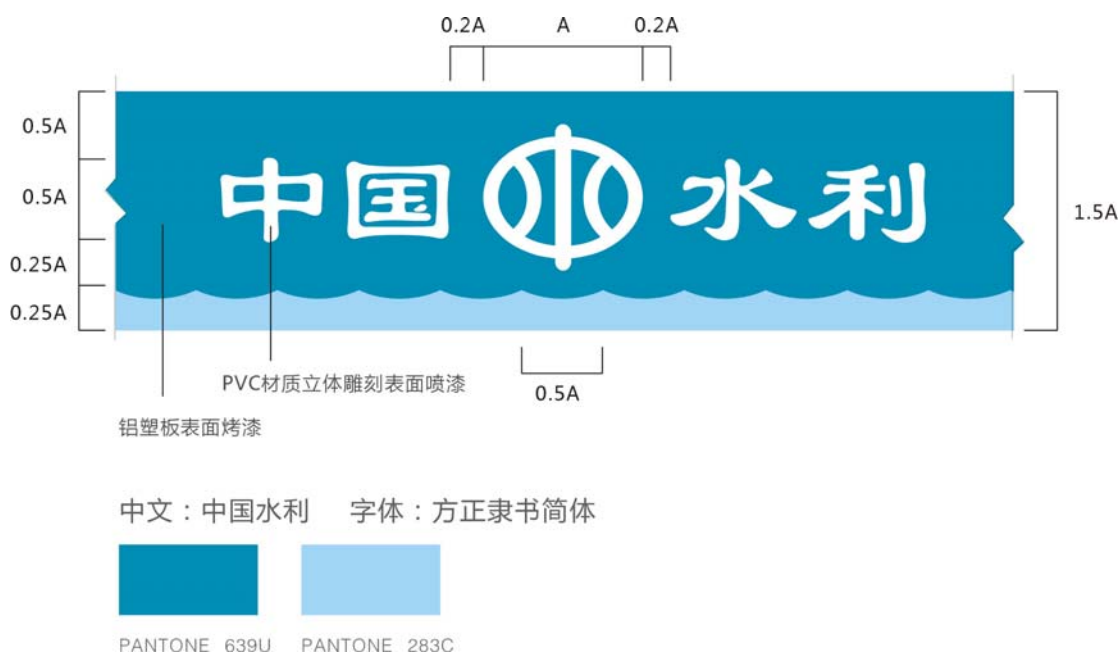 0.2A A 0.2A
0.5A
0.5A
0.25A
0.25A
中国 水利
1.5A
0.5A
PVC材质立体雕刻表面喷漆
铝塑板表面烤漆
中文：中国水利 字体：方正隶书简体
PANTONE 639U PANTONE 283C